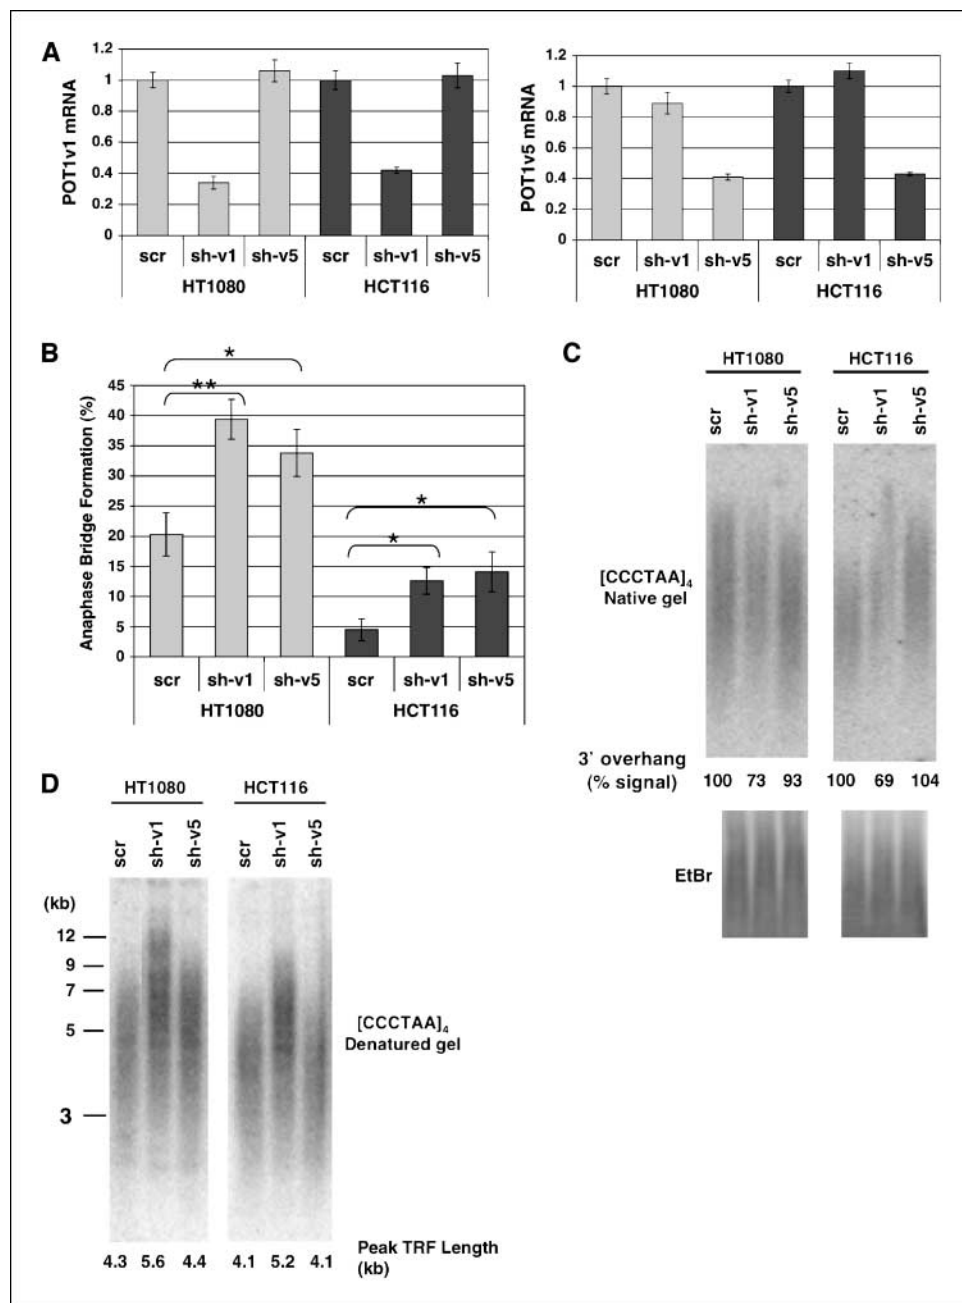 A
POT1v1 mRNA
1.2
1
0.8
0.6
0.4
0.2
0
scr
sh-v1
sh-v5
scr
sh-v1
sh-v5
HT1080
HCT116
POT1v5 mRNA
1.2
1
0.8
0.6
0.4
0.2
0
scr
sh-v1
sh-v5
scr
sh-v1
sh-v5
HT1080
HCT116
B
Anaphase Bridge Formation (%)
45
40
35
30
25
20
15
10
5
0
*
**
*
*
scr
sh-v1
sh-v5
scr
sh-v1
sh-v5
HT1080
HCT116
C
HT1080
HCT116
scr
sh-v1
sh-v5
scr
sh-v1
sh-v5
[CCCTAA]4
Native gel
3' overhang
(% signal)
100 73 93
100 69 104
EtBr
D
HT1080
HCT116
scr
sh-v1
sh-v5
scr
sh-v1
sh-v5
(kb)
12
9
7
5
3
[CCCTAA]4
Denatured gel
4.3 5.6 4.4
4.1 5.2 4.1
Peak TRF Length
(kb)